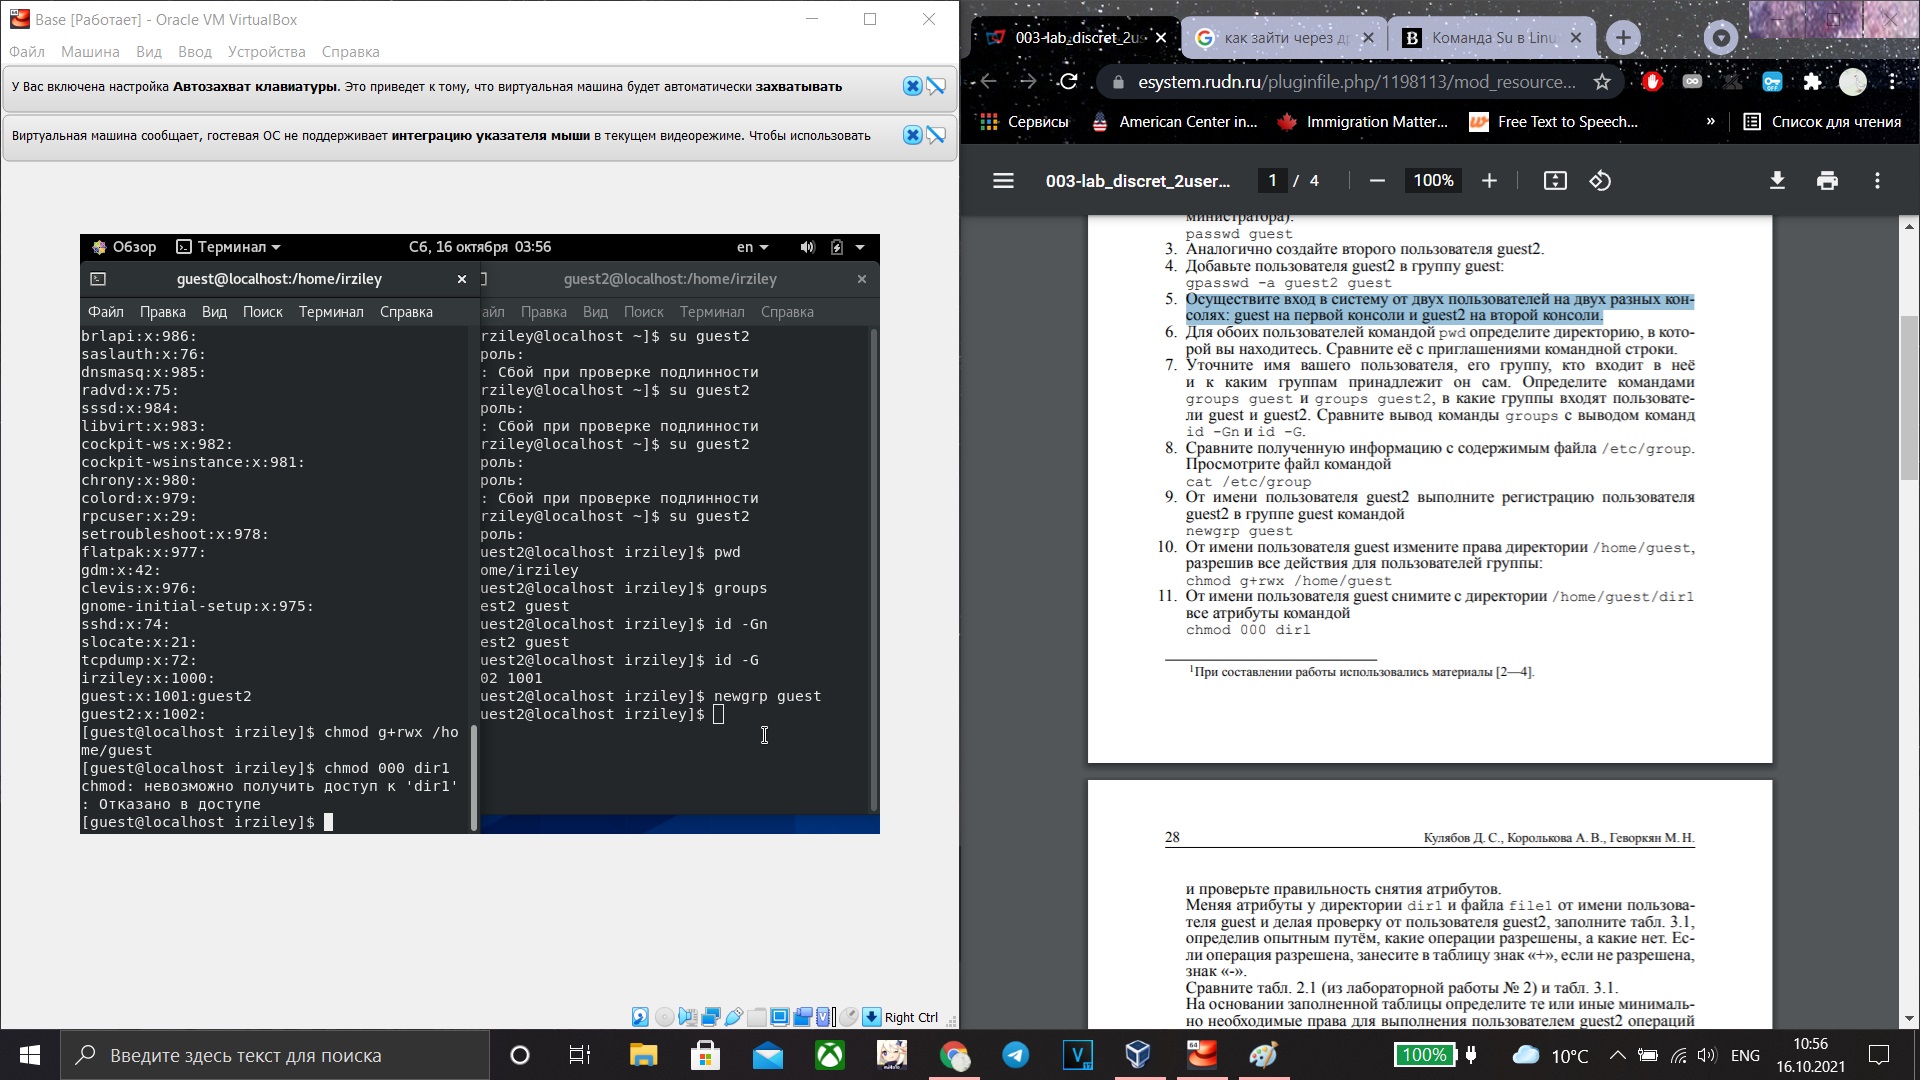 Base [Работает] - Oracle VM VirtualBox
Файл Машина Вид Ввод Устройства Справка
У Вас включена настройка Автозахват клавиатуры. Это приведет к тому, что виртуальная машина будет автоматически захватывать
Виртуальная машина сообщает, гостевая ОС не поддерживает интеграцию указателя мыши в текущем видеорежиме. Чтобы использовать
Обзор Терминал Сб, 16 октября 03:56 en
guest@localhost:/home/irziley
Файл Правка Вид Поиск Терминал Справка
brlapi:x:986:
saslauth:x:76:
dnsmasq:x:985:
radvd:x:75:
sssd:x:984:
libvirt:x:983:
cockpit-ws:x:982:
cockpit-wsinstance:x:981:
chrony:x:980:
colord:x:979:
rpcuser:x:29:
setroubleshoot:x:978:
flatpak:x:977:
gdm:x:42:
clevis:x:976:
gnome-initial-setup:x:975:
sshd:x:74:
slocate:x:21:
tcpdump:x:72:
irziley:x:1000:
guest:x:1001:guest2
guest2:x:1002:
[guest@localhost irziley]$ chmod g+rwx /ho
me/guest
[guest@localhost irziley]$ chmod 000 dir1
chmod: невозможно получить доступ к 'dir1'
: Отказано в доступе
[guest@localhost irziley]$
guest2@localhost:/home/irziley
айл Правка Вид Поиск Терминал Справка
rziley@localhost ~]$ su guest2
роль:
: Сбой при проверке подлинности
rziley@localhost ~]$ su guest2
роль:
: Сбой при проверке подлинности
rziley@localhost ~]$ su guest2
роль:
: Сбой при проверке подлинности
rziley@localhost ~]$ su guest2
роль:
uest2@localhost irziley]$ pwd
ome/irziley
uest2@localhost irziley]$ groups
est2 guest
uest2@localhost irziley]$ id -Gn
est2 guest
uest2@localhost irziley]$ id -G
02 1001
uest2@localhost irziley]$ newgrp guest
uest2@localhost irziley]$
Right Ctrl
003-lab_discret_2us как зайти через д Команда Su в Linu
esystem.rudn.ru/pluginfile.php/1198113/mod_resource...
Сервисы American Center in... Immigration Matter... Free Text to Speech... » Список для чтения
003-lab_discret_2user... 1 / 4 100%
министратора):
passwd guest
3. Аналогично создайте второго пользователя guest2.
4. Добавьте пользователя guest2 в группу guest:
gpasswd -a guest2 guest
5. Осуществите вход в систему от двух пользователей на двух разных кон-
солях: guest на первой консоли и guest2 на второй консоли.
6. Для обоих пользователей командой pwd определите директорию, в кото-
рой вы находитесь. Сравните её с приглашениями командной строки.
7. Уточните имя вашего пользователя, его группу, кто входит в неё
и к каким группам принадлежит он сам. Определите командами
groups guest и groups guest2, в какие группы входят пользовате-
ли guest и guest2. Сравните вывод команды groups с выводом команд
id -Gn и id -G.
8. Сравните полученную информацию с содержимым файла /etc/group.
Просмотрите файл командой
cat /etc/group
9. От имени пользователя guest2 выполните регистрацию пользователя
guest2 в группе guest командой
newgrp guest
10. От имени пользователя guest измените права директории /home/guest,
разрешив все действия для пользователей группы:
chmod g+rwx /home/guest
11. От имени пользователя guest снимите с директории /home/guest/dir1
все атрибуты командой
chmod 000 dir1
1При составлении работы использовались материалы [2—4].
28 Кулябов Д. С., Королькова А. В., Геворкян М. Н.
и проверьте правильность снятия атрибутов.
Меняя атрибуты у директории dir1 и файла file1 от имени пользова-
теля guest и делая проверку от пользователя guest2, заполните табл. 3.1,
определив опытным путём, какие операции разрешены, а какие нет. Ес-
ли операция разрешена, занесите в таблицу знак «+», если не разрешена,
знак «-».
Сравните табл. 2.1 (из лабораторной работы № 2) и табл. 3.1.
На основании заполненной таблицы определите те или иные минималь-
но необходимые права для выполнения пользователем guest2 операций
Введите здесь текст для поиска
100% 10°C ENG 10:56
16.10.2021